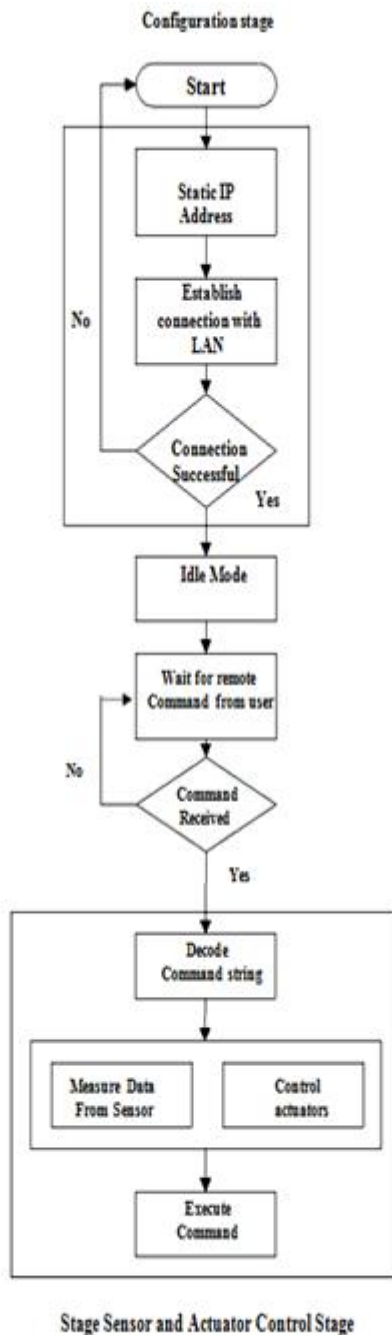 Configuration stage
Start
Static IP
Address
Establish
connection with
LAN
No
Connection
Successful
Yes
Idle Mode
Wait for remote
Command from user
No
Command
Received
Yes
Decode
Command string
Measure Data
From Sensor
Control
actuators
Execute
Command
Stage Sensor and Actuator Control Stage